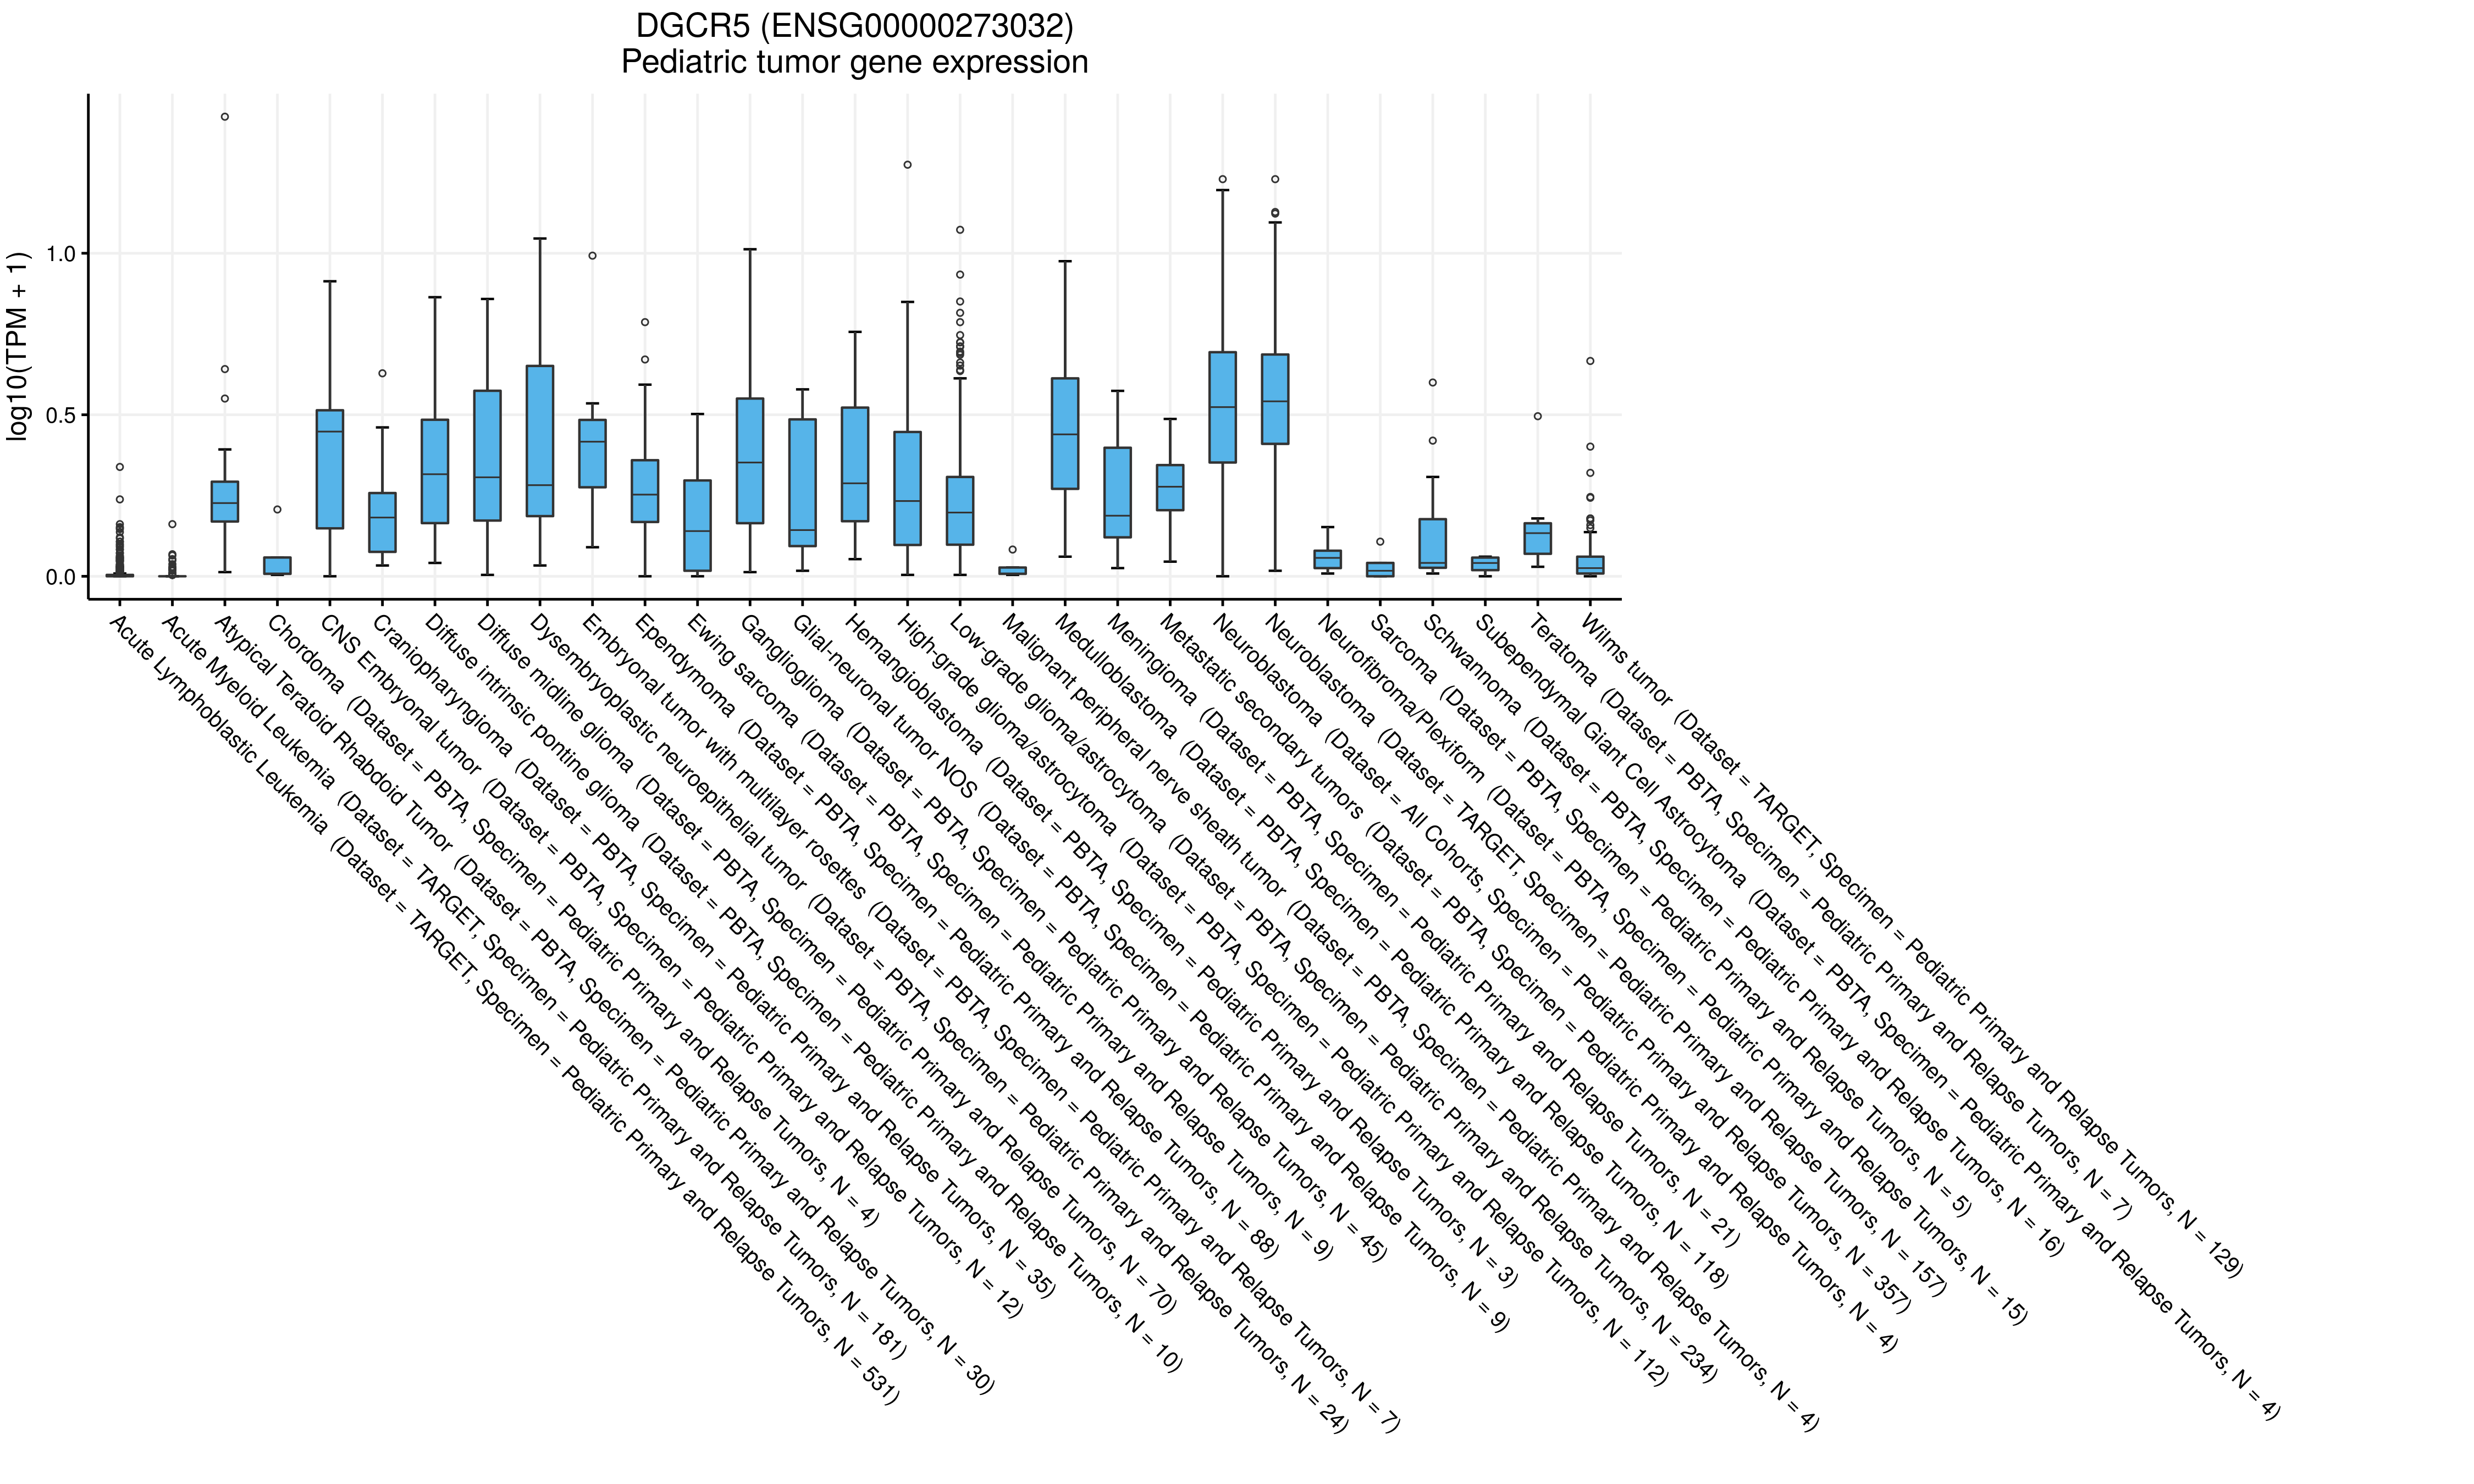 DGCR5 (ENSG00000273032)
Pediatric tumor gene expression
log10(TPM + 1)
1.0
0.5
0.0
Acute Lymphoblastic Leukemia (Dataset = TARGET, Specimen = Pediatric Primary and Relapse Tumors, N = 531)
Acute Myeloid Leukemia (Dataset = TARGET, Specimen = Pediatric Primary and Relapse Tumors, N = 181)
Atypical Teratoid Rhabdoid Tumor (Dataset = PBTA, Specimen = Pediatric Primary and Relapse Tumors, N = 30)
Chordoma (Dataset = PBTA, Specimen = Pediatric Primary and Relapse Tumors, N = 4)
CNS Embryonal tumor (Dataset = PBTA, Specimen = Pediatric Primary and Relapse Tumors, N = 12)
Craniopharyngioma (Dataset = PBTA, Specimen = Pediatric Primary and Relapse Tumors, N = 35)
Diffuse intrinsic pontine glioma (Dataset = PBTA, Specimen = Pediatric Primary and Relapse Tumors, N = 10)
Diffuse midline glioma (Dataset = PBTA, Specimen = Pediatric Primary and Relapse Tumors, N = 70)
Dysembryoplastic neuroepithelial tumor (Dataset = PBTA, Specimen = Pediatric Primary and Relapse Tumors, N = 24)
Embryonal tumor with multilayer rosettes (Dataset = PBTA, Specimen = Pediatric Primary and Relapse Tumors, N = 7)
Ependymoma (Dataset = PBTA, Specimen = Pediatric Primary and Relapse Tumors, N = 88)
Ewing sarcoma (Dataset = PBTA, Specimen = Pediatric Primary and Relapse Tumors, N = 9)
Ganglioglioma (Dataset = PBTA, Specimen = Pediatric Primary and Relapse Tumors, N = 45)
Glial-neuronal tumor NOS (Dataset = PBTA, Specimen = Pediatric Primary and Relapse Tumors, N = 9)
Hemangioblastoma (Dataset = PBTA, Specimen = Pediatric Primary and Relapse Tumors, N = 3)
High-grade glioma/astrocytoma (Dataset = PBTA, Specimen = Pediatric Primary and Relapse Tumors, N = 112)
Low-grade glioma/astrocytoma (Dataset = PBTA, Specimen = Pediatric Primary and Relapse Tumors, N = 234)
Malignant peripheral nerve sheath tumor (Dataset = PBTA, Specimen = Pediatric Primary and Relapse Tumors, N = 4)
Medulloblastoma (Dataset = PBTA, Specimen = Pediatric Primary and Relapse Tumors, N = 118)
Meningioma (Dataset = PBTA, Specimen = Pediatric Primary and Relapse Tumors, N = 21)
Metastatic secondary tumors (Dataset = PBTA, Specimen = Pediatric Primary and Relapse Tumors, N = 4)
Neuroblastoma (Dataset = All Cohorts, Specimen = Pediatric Primary and Relapse Tumors, N = 357)
Neuroblastoma (Dataset = TARGET, Specimen = Pediatric Primary and Relapse Tumors, N = 157)
Neurofibroma/Plexiform (Dataset = PBTA, Specimen = Pediatric Primary and Relapse Tumors, N = 15)
Sarcoma (Dataset = PBTA, Specimen = Pediatric Primary and Relapse Tumors, N = 5)
Schwannoma (Dataset = PBTA, Specimen = Pediatric Primary and Relapse Tumors, N = 16)
Subependymal Giant Cell Astrocytoma (Dataset = PBTA, Specimen = Pediatric Primary and Relapse Tumors, N = 4)
Teratoma (Dataset = PBTA, Specimen = Pediatric Primary and Relapse Tumors, N = 7)
Wilms tumor (Dataset = TARGET, Specimen = Pediatric Primary and Relapse Tumors, N = 129)